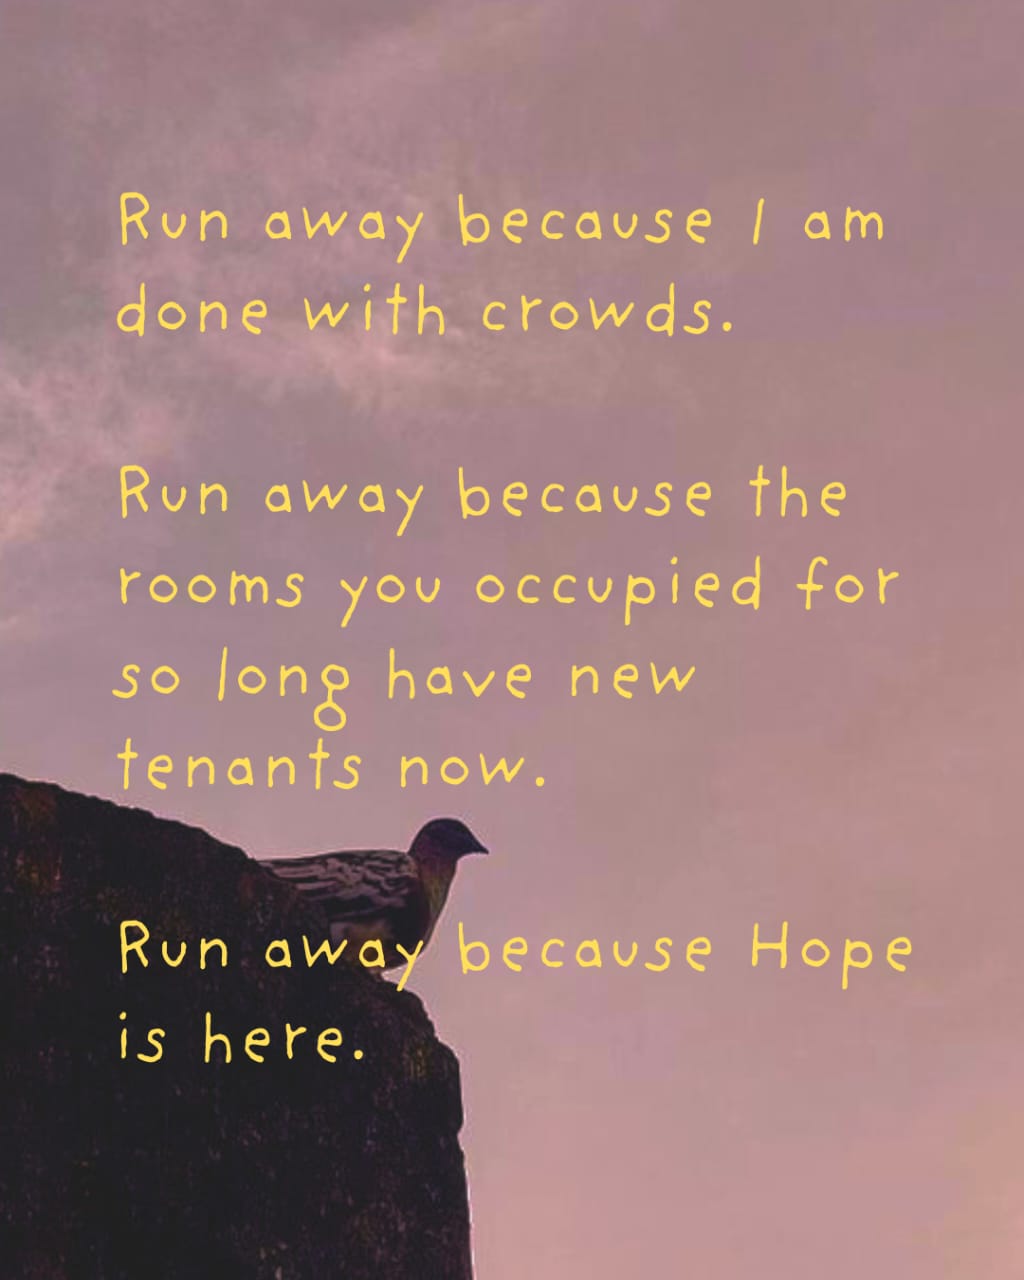 Run away because I am
done with crowds.
Run away because the
rooms you occupied for
so long have new
tenants now.
Run away because Hope
is here.